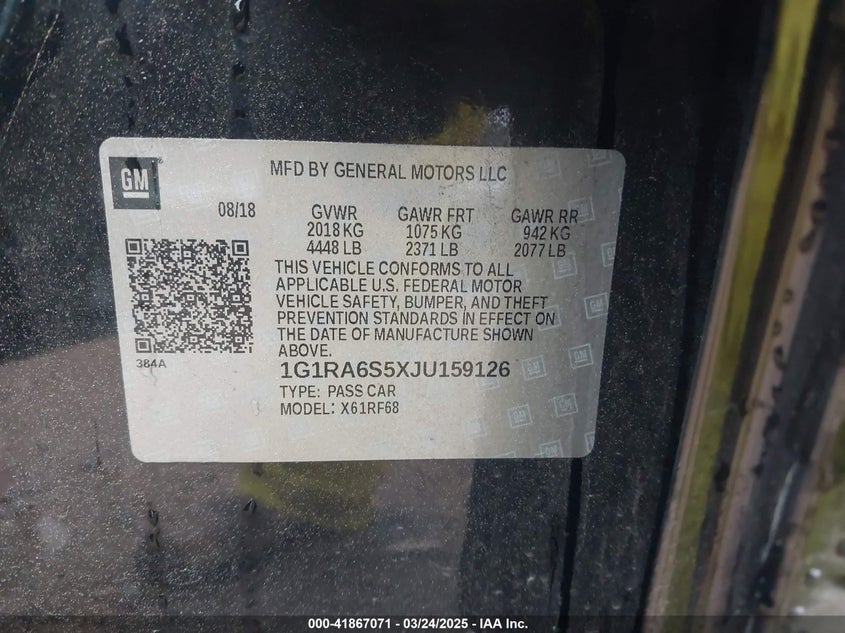 GM
MFD BY GENERAL MOTORS LLC
08/18 GVWR GAWR FRT GAWR RR
2018 KG 1075 KG 942 KG
4448 LB 2371 LB 2077 LB
THIS VEHICLE CONFORMS TO ALL
APPLICABLE U.S. FEDERAL MOTOR
VEHICLE SAFETY, BUMPER, AND THEFT
PREVENTION STANDARDS IN EFFECT ON
THE DATE OF MANUFACTURE SHOWN
ABOVE.
384A
1G1RA6S5XJU159126
TYPE: PASS CAR
MODEL: X61RF68
000-41867071 - 03/24/2025 - IAA Inc.